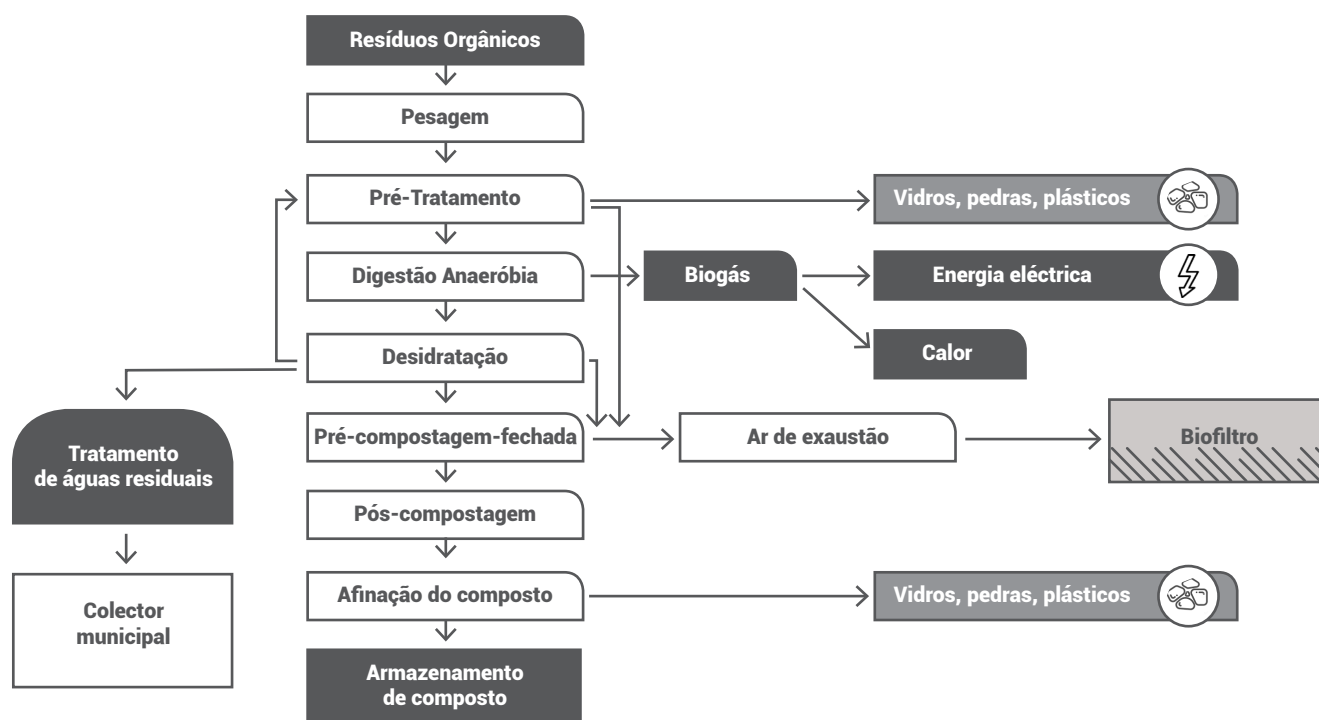 Resíduos Orgânicos
Pesagem
Pré-Tratamento
Vidros, pedras, plásticos
Digestão Anaeróbia
Biogás
Energia eléctrica
Desidratação
Calor
Pré-compostagem-fechada
Ar de exaustão
Biofiltro
Tratamento
de águas residuais
Pós-compostagem
Afinação do composto
Vidros, pedras, plásticos
Colector
municipal
Armazenamento
de composto